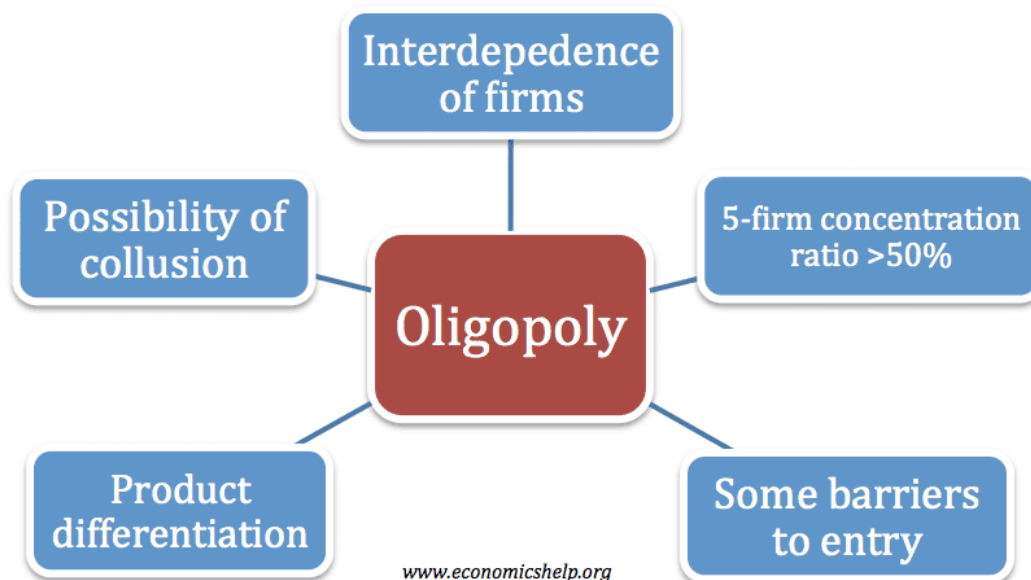 Interdepedence
of firms
Possibility of
collusion
5-firm concentration
ratio >50%
Oligopoly
Product
differentiation
Some barriers
to entry
www.economicshelp.org